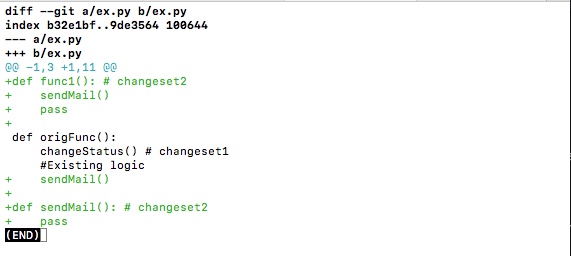 diff --git a/ex.py b/ex.py
index b32e1bf..9de3564 100644
--- a/ex.py
+++ b/ex.py
@@ -1,3 +1,11 @@
+def func1(): # changeset2
+    sendMail()
+    pass
+
 def origFunc():
     changeStatus() # changeset1
     #Existing logic
+    sendMail()
+
+def sendMail(): # changeset2
+    pass
(END)